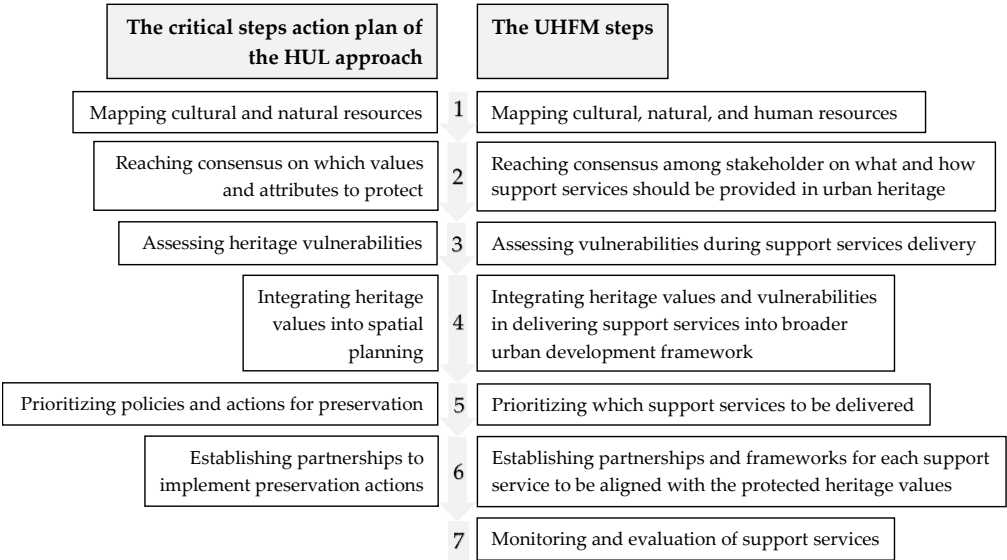 The critical steps action plan of
the HUL approach
The UHFM steps
Mapping cultural and natural resources
1
Mapping cultural, natural, and human resources
Reaching consensus on which values
and attributes to protect
2
Reaching consensus among stakeholder on what and how
support services should be provided in urban heritage
Assessing heritage vulnerabilities
3
Assessing vulnerabilities during support services delivery
Integrating heritage
values into spatial
planning
4
Integrating heritage values and vulnerabilities
in delivering support services into broader
urban development framework
Prioritizing policies and actions for preservation
5
Prioritizing which support services to be delivered
Establishing partnerships to
implement preservation actions
6
Establishing partnerships and frameworks for each support
service to be aligned with the protected heritage values
7
Monitoring and evaluation of support services